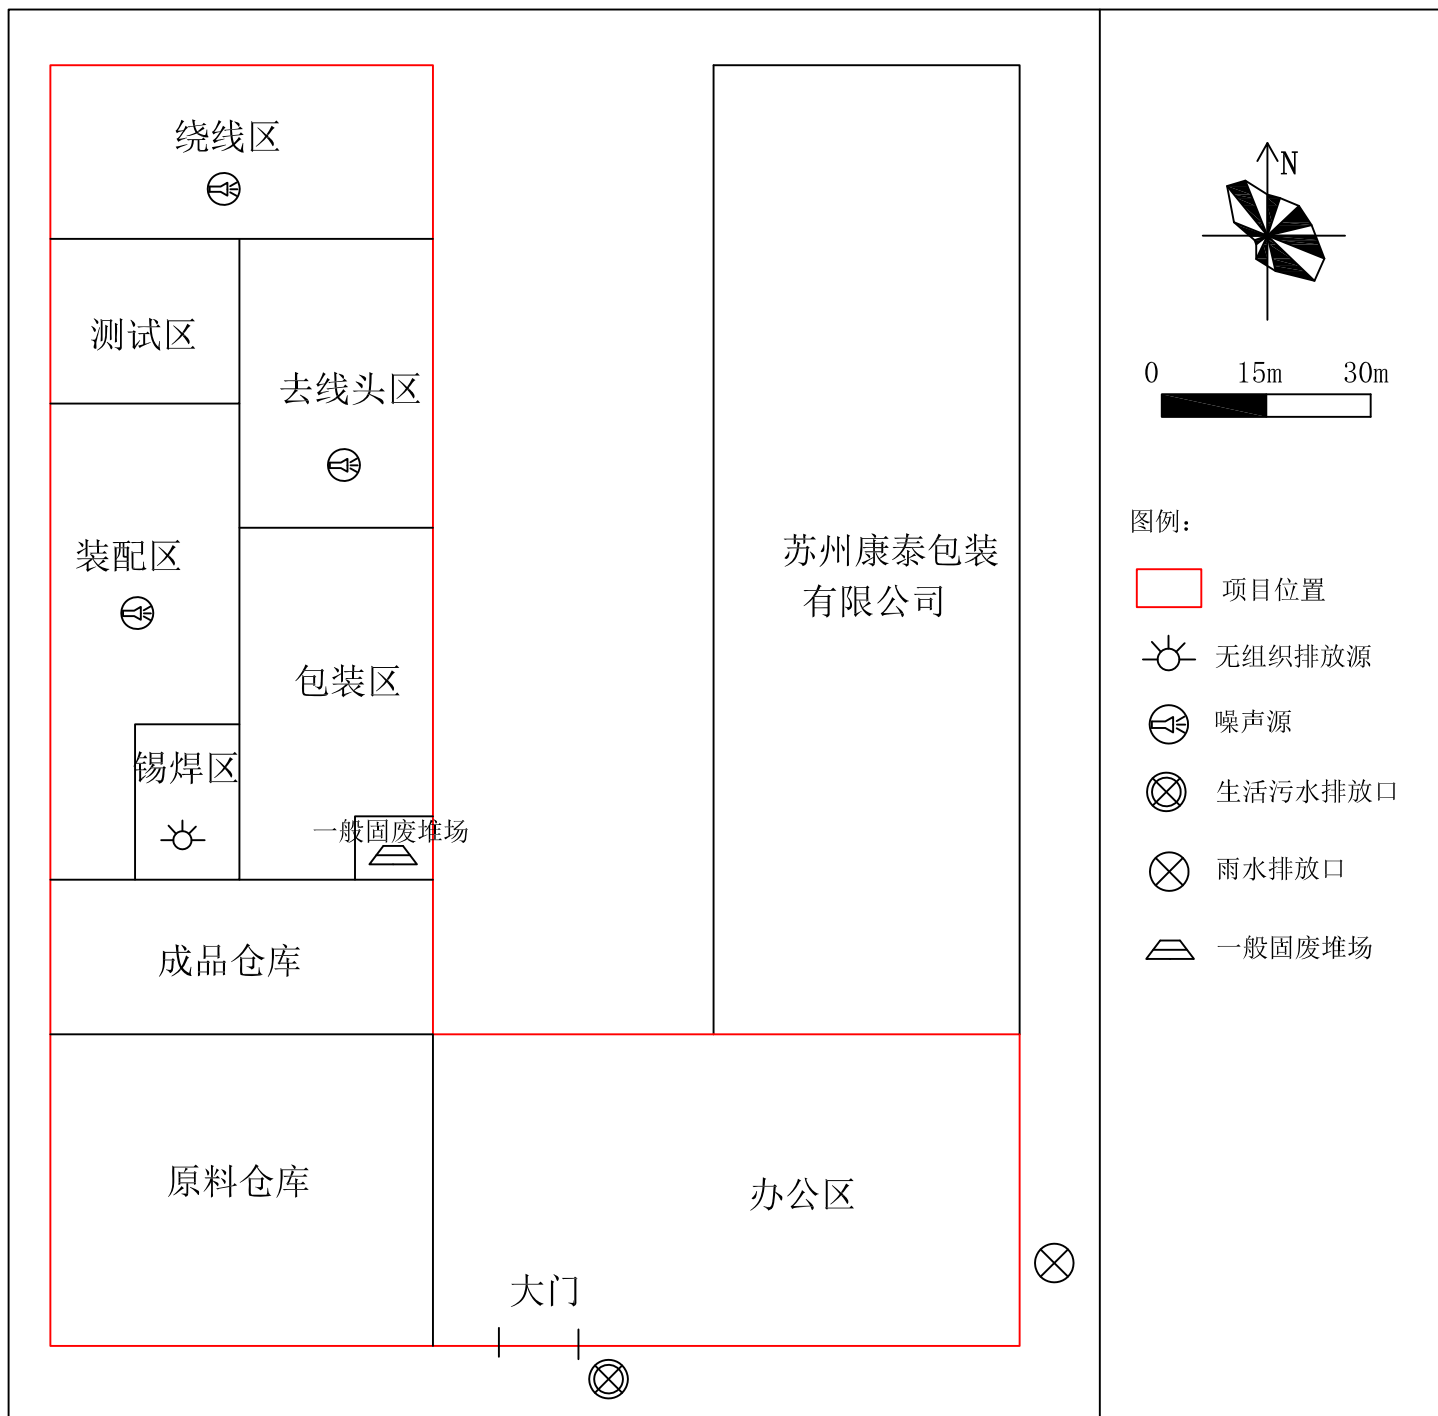 绕线区
测试区
去线头区
装配区
包装区
锡焊区
一般固废堆场
成品仓库
原料仓库
办公区
大门
苏州康泰包装
有限公司
N
0 15m 30m
图例：
项目位置
无组织排放源
噪声源
生活污水排放口
雨水排放口
一般固废堆场